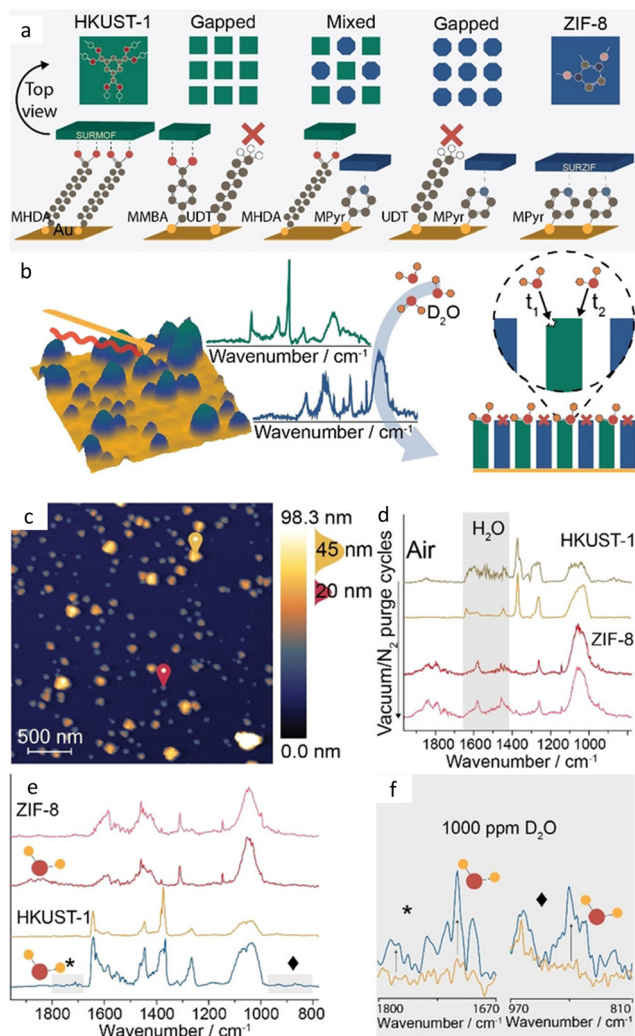 a
HKUST-1 Gapped Mixed Gapped ZIF-8
Top
view
SURMOF
SURZIF
MHDA
Au
MMBA UDT MHDA MPyr UDT MPyr MPyr
b
Wavenumber / cm-1
Wavenumber / cm-1
D2O
t1 t2
c
500 nm
98.3 nm
45 nm
20 nm
0.0 nm
d
Air
H2O
HKUST-1
ZIF-8
Vacuum/N2 purge cycles
1800 1600 1400 1200 1000
Wavenumber / cm-1
e
ZIF-8
HKUST-1
*
♦
1800 1600 1400 1200 1000 800
Wavenumber / cm-1
f
1000 ppm D2O
*
♦
1800 1670 970 810
Wavenumber / cm-1